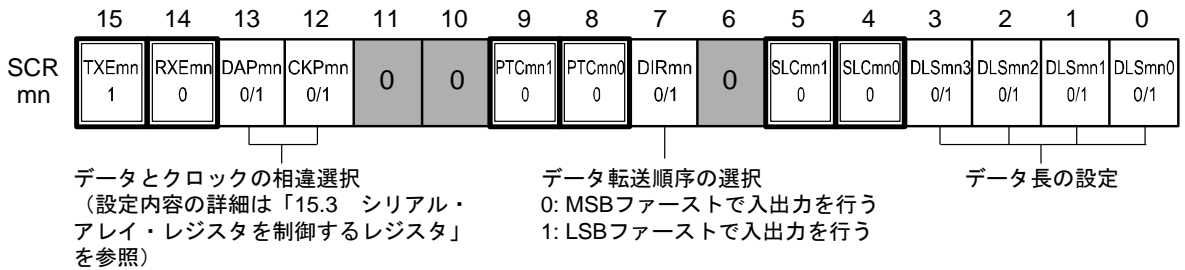 15 14 13 12 11 10 9 8 7 6 5 4 3 2 1 0
SCR
mn
TXEmn RXEmn DAPmn CKPmn 0 0 PTCmn1 PTCmn0 DIRmn 0 SLCmn1 SLCmn0 DLSmn3 DLSmn2 DLSmn1 DLSmn0
1 0 0/1 0/1 0 0 0/1 0 0 0/1 0/1 0/1 0/1
データとクロックの相違選択
（設定内容の詳細は「15.3 シリアル・
アレイ・レジスタを制御するレジスタ」
を参照）
データ転送順序の選択
0: MSBファーストで入出力を行う
1: LSBファーストで入出力を行う
データ長の設定